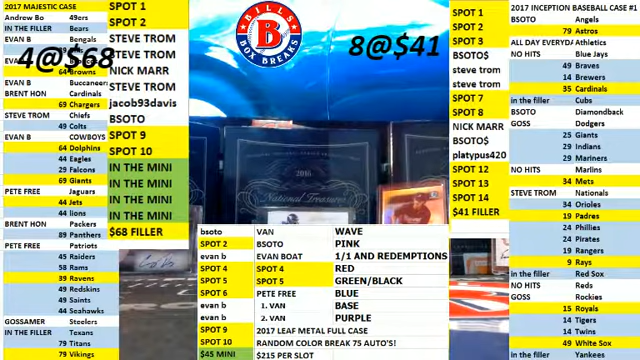 2017 MAJESTIC CASE
Andrew Bo 49ers
IN THE FILLER Bears
EVAN B Bengals
Bills
Broncos
64 Browns
EVAN B Buccaneers
BRENT HON Cardinals
69 Chargers
STEVE TROM Chiefs
49 Colts
EVAN B COWBOYS
64 Dolphins
44 Eagles
29 Falcons
69 Giants
PETE FREE Jaguars
44 Jets
44 lions
BRENT HON Packers
89 Panthers
PETE FREE Patriots
45 Raiders
58 Rams
39 Ravens
49 Redskins
49 Saints
44 Seahawks
GOSSAMER Steelers
IN THE FILLER Texans
79 Titans
79 Vikings
4@$68
SPOT 1
SPOT 2
STEVE TROM
STEVE TROM
NICK MARR
STEVE TROM
jacob93davis
BSOTO
SPOT 9
SPOT 10
IN THE MINI
IN THE MINI
IN THE MINI
IN THE MINI
$68 FILLER
BILLS
BOX BREAKS
8@$41
2016
National Treasures
bsoto VAN WAVE
SPOT 2 BSOTO PINK
evan b EVAN BOAT 1/1 AND REDEMPTIONS
SPOT 4 SPOT 4 RED
SPOT 5 SPOT 5 GREEN/BLACK
SPOT 6 PETE FREE BLUE
evan b 1. VAN BASE
evan b 2. VAN PURPLE
SPOT 9 2017 LEAF METAL FULL CASE
SPOT 10 RANDOM COLOR BREAK 75 AUTO'S!
$45 MINI $215 PER SLOT
SPOT 1
SPOT 2
SPOT 3
BSOTO$
steve trom
steve trom
SPOT 7
SPOT 8
NICK MARR
BSOTO$
platypus420
SPOT 12
SPOT 13
SPOT 14
$41 FILLER
2017 INCEPTION BASEBALL CASE #1
BSOTO Angels
79 Astros
ALL DAY EVERYDA Athletics
NO HITS Blue Jays
49 Braves
14 Brewers
35 Cardinals
in the filler Cubs
BSOTO Diamondback
GOSS Dodgers
25 Giants
29 Indians
29 Mariners
NO HITS Marlins
34 Mets
STEVE TROM Nationals
34 Orioles
19 Padres
24 Phillies
24 Pirates
19 Rangers
9 Rays
in the filler Red Sox
NO HITS Reds
GOSS Rockies
15 Royals
14 Tigers
14 Twins
49 White Sox
in the filler Yankees